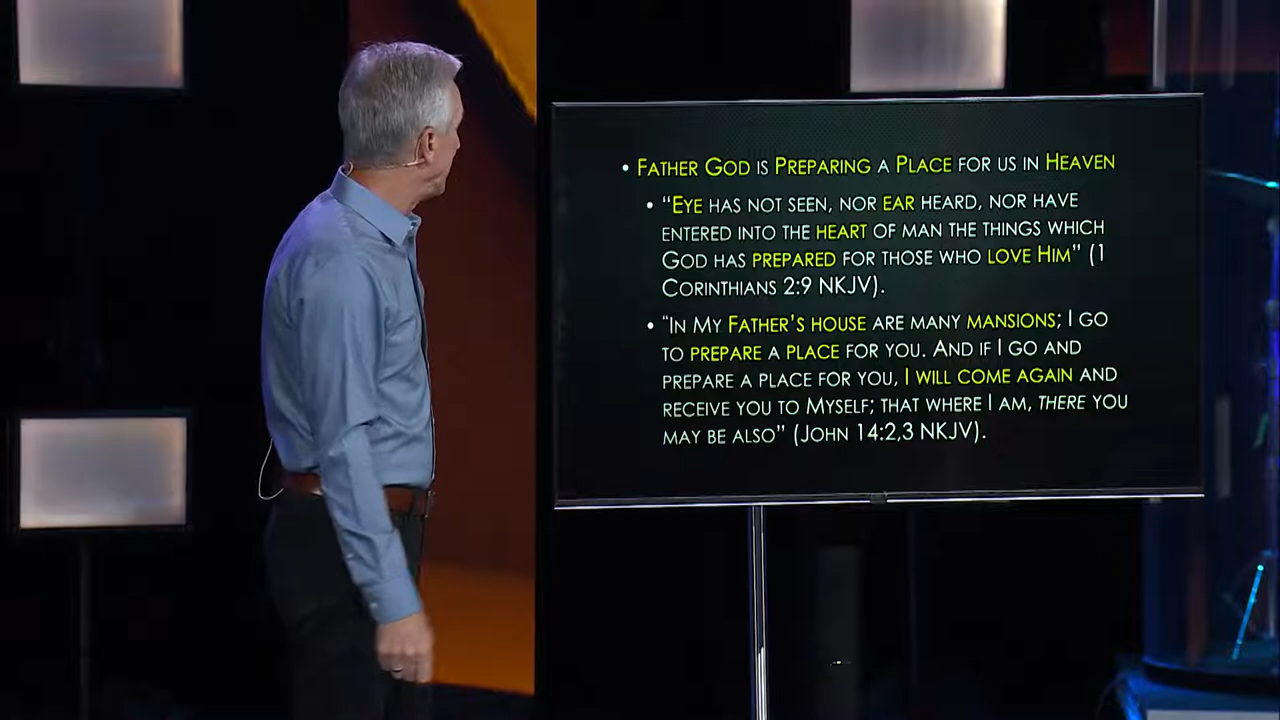 • Father God is Preparing a Place for us in Heaven
• “Eye has not seen, nor ear heard, nor have
entered into the heart of man the things which
God has prepared for those who love Him” (1
Corinthians 2:9 NKJV).
• “In My Father’s house are many mansions; I go
to prepare a place for you. And if I go and
prepare a place for you, I will come again and
receive you to Myself; that where I am, there you
may be also” (John 14:2,3 NKJV).